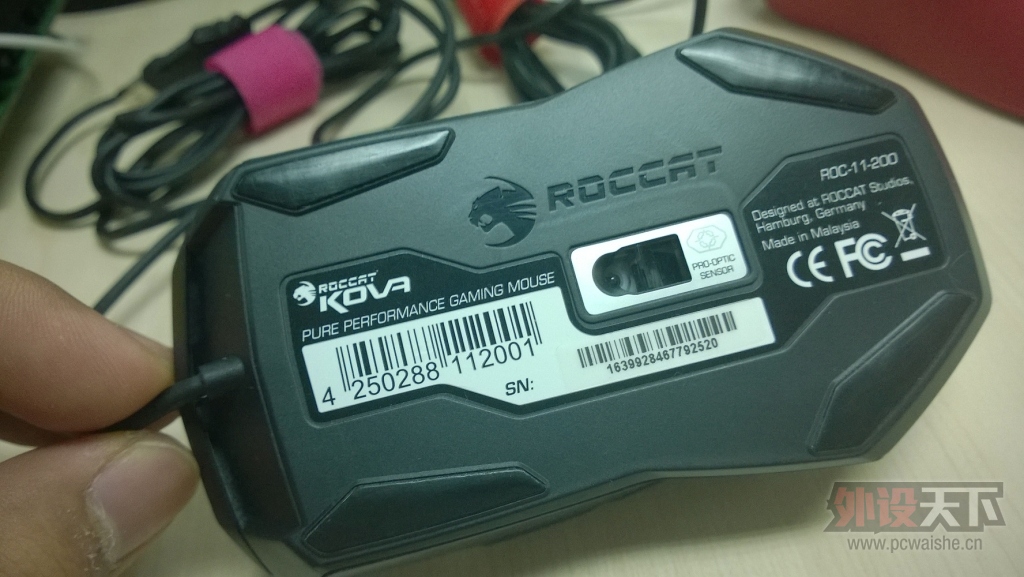 ROCCAT
ROC-11-200
Designed at ROCCAT Studios,
Hamburg, Germany
Made in Malaysia
CE FC
PRO-OPTIC
SENSOR
ROCCAT
KOVA
PURE PERFORMANCE GAMING MOUSE
4 250288 112001
SN:
1639928467792520
外设天下
www.pcwaishe.cn